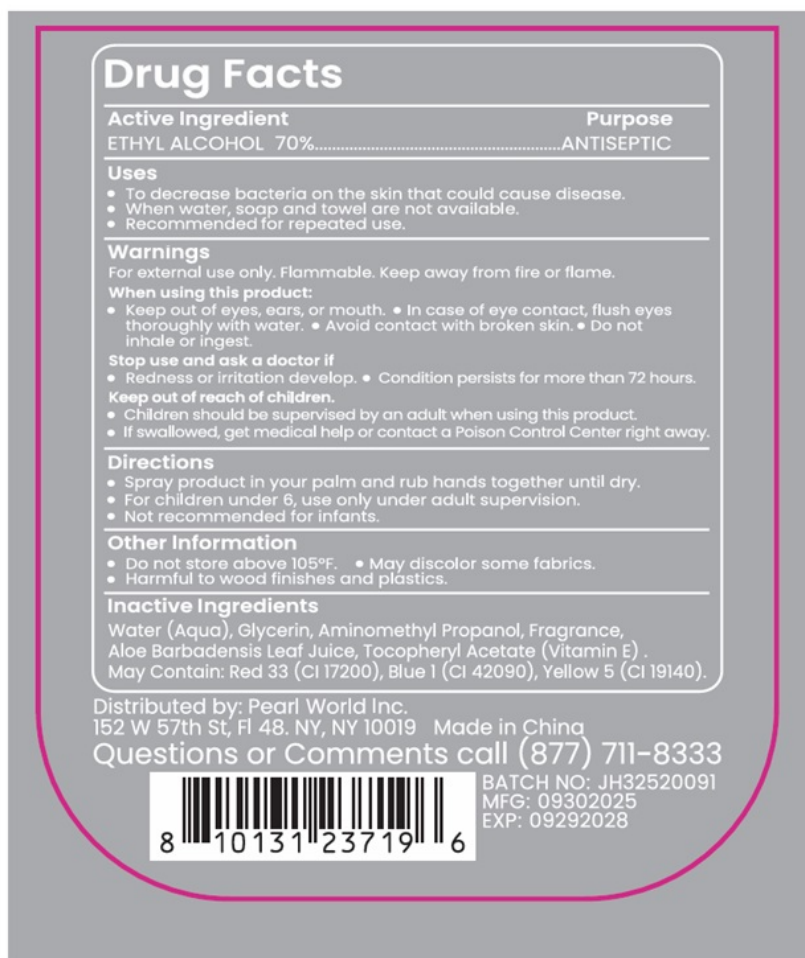 Drug Facts
Active Ingredient Purpose
ETHYL ALCOHOL 70%.......................................................ANTISEPTIC
Uses
• To decrease bacteria on the skin that could cause disease.
• When water, soap and towel are not available.
• Recommended for repeated use.
Warnings
For external use only. Flammable. Keep away from fire or flame.
When using this product:
• Keep out of eyes, ears, or mouth. • In case of eye contact, flush eyes
thoroughly with water. • Avoid contact with broken skin. • Do not
inhale or ingest.
Stop use and ask a doctor if
• Redness or irritation develop. • Condition persists for more than 72 hours.
Keep out of reach of children.
• Children should be supervised by an adult when using this product.
• If swallowed, get medical help or contact a Poison Control Center right away.
Directions
• Spray product in your palm and rub hands together until dry.
• For children under 6, use only under adult supervision.
• Not recommended for infants.
Other Information
• Do not store above 105°F. • May discolor some fabrics.
• Harmful to wood finishes and plastics.
Inactive Ingredients
Water (Aqua), Glycerin, Aminomethyl Propanol, Fragrance,
Aloe Barbadensis Leaf Juice, Tocopheryl Acetate (Vitamin E) .
May Contain: Red 33 (CI 17200), Blue 1 (CI 42090), Yellow 5 (CI 19140).
Distributed by: Pearl World Inc.
152 W 57th St, Fl 48. NY, NY 10019 Made in China
Questions or Comments call (877) 711-8333
BATCH NO: JH32520091
MFG: 09302025
EXP: 09292028
8 10131 23719 6